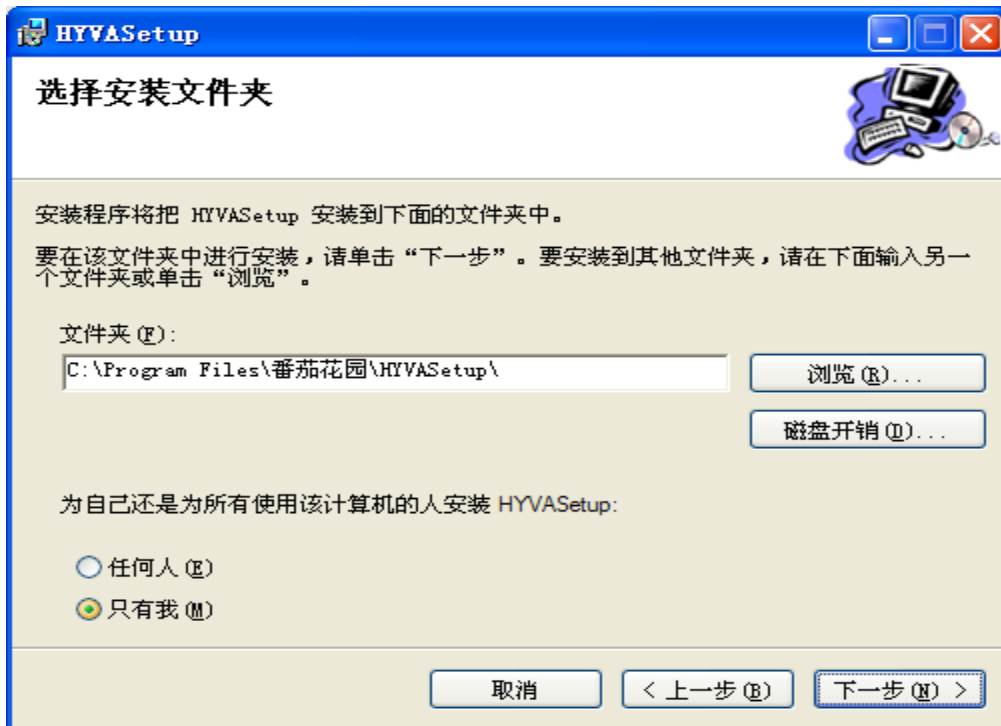 HYVASetup
选择安装文件夹
安装程序将把 HYVASetup 安装到下面的文件夹中。
要在该文件夹中进行安装，请单击“下一步”。要安装到其他文件夹，请在下面输入另一
个文件夹或单击“浏览”。
文件夹(F):
C:\Program Files\番茄花园\HYVASetup\
浏览(R)...
磁盘开销(D)...
为自己还是为所有使用该计算机的人安装 HYVASetup:
任何人(E)
只有我(M)
取消
< 上一步(B)
下一步(N) >